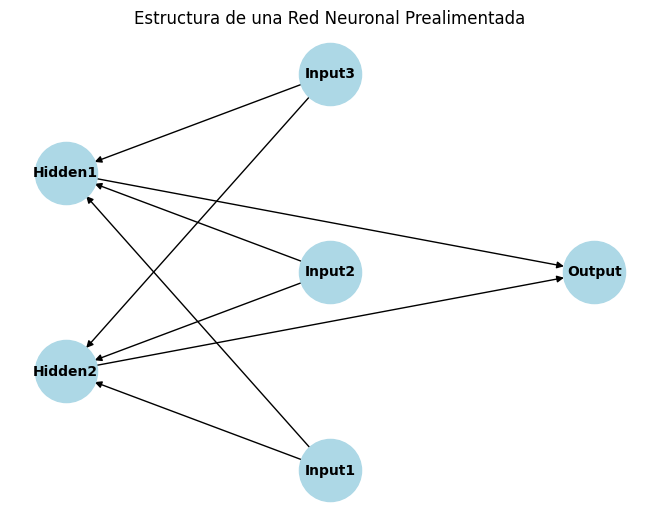 Estructura de una Red Neuronal Prealimentada
Input3
Hidden1
Input2
Output
Hidden2
Input1